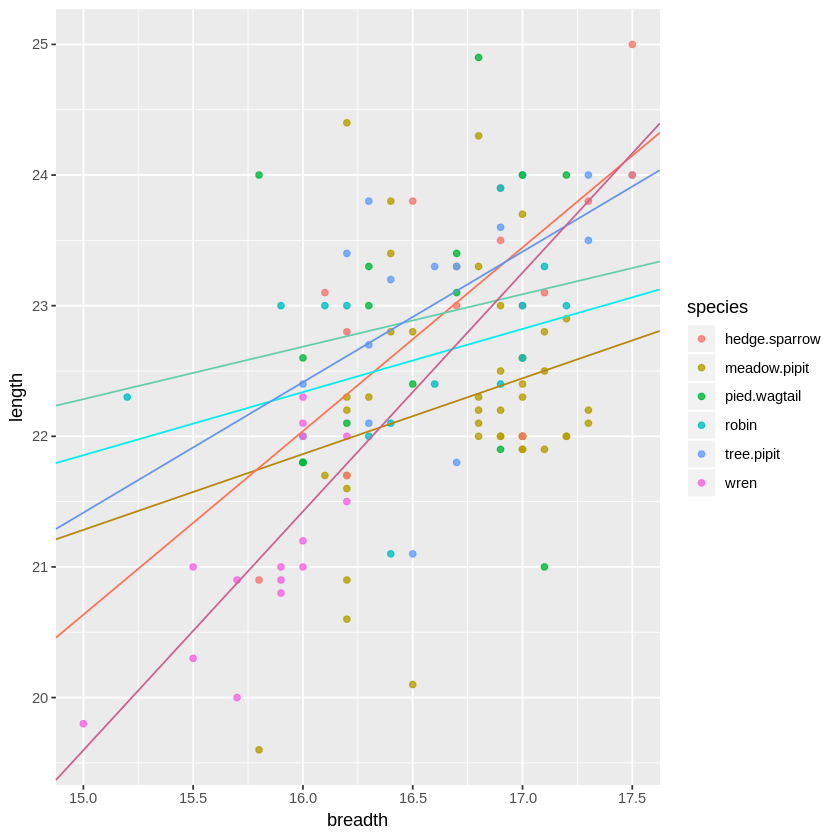 25
24
23
22
21
20
length
15.0 15.5 16.0 16.5 17.0 17.5
breadth
species
hedge.sparrow
meadow.pipit
pied.wagtail
robin
tree.pipit
wren